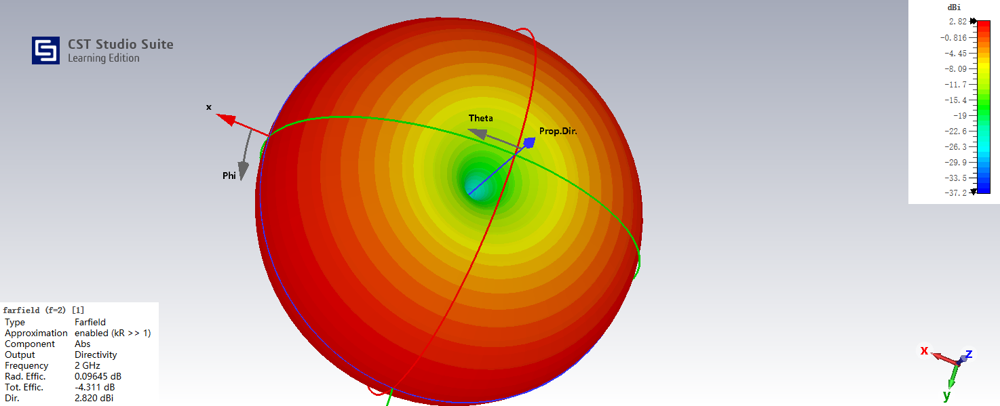 CST Studio Suite
Learning Edition
dBi
2.82
-0.816
-4.45
-8.09
-11.7
-15.4
-19
-22.6
-26.3
-29.9
-33.5
-37.2
x
Phi
Theta
Prop.Dir.
farfield (f=2) [1]
Type Farfield
Approximation enabled (kR >> 1)
Component Abs
Output Directivity
Frequency 2 GHz
Rad. Effic. 0.09645 dB
Tot. Effic. -4.311 dB
Dir. 2.820 dBi
x
z
y